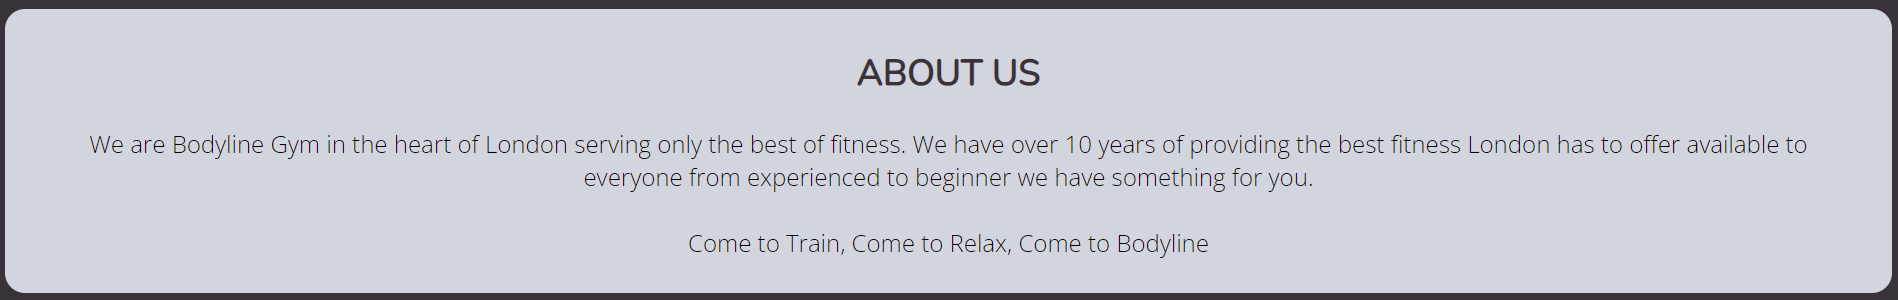 ABOUT US
We are Bodyline Gym in the heart of London serving only the best of fitness. We have over 10 years of providing the best fitness London has to offer available to
everyone from experienced to beginner we have something for you.
Come to Train, Come to Relax, Come to Bodyline